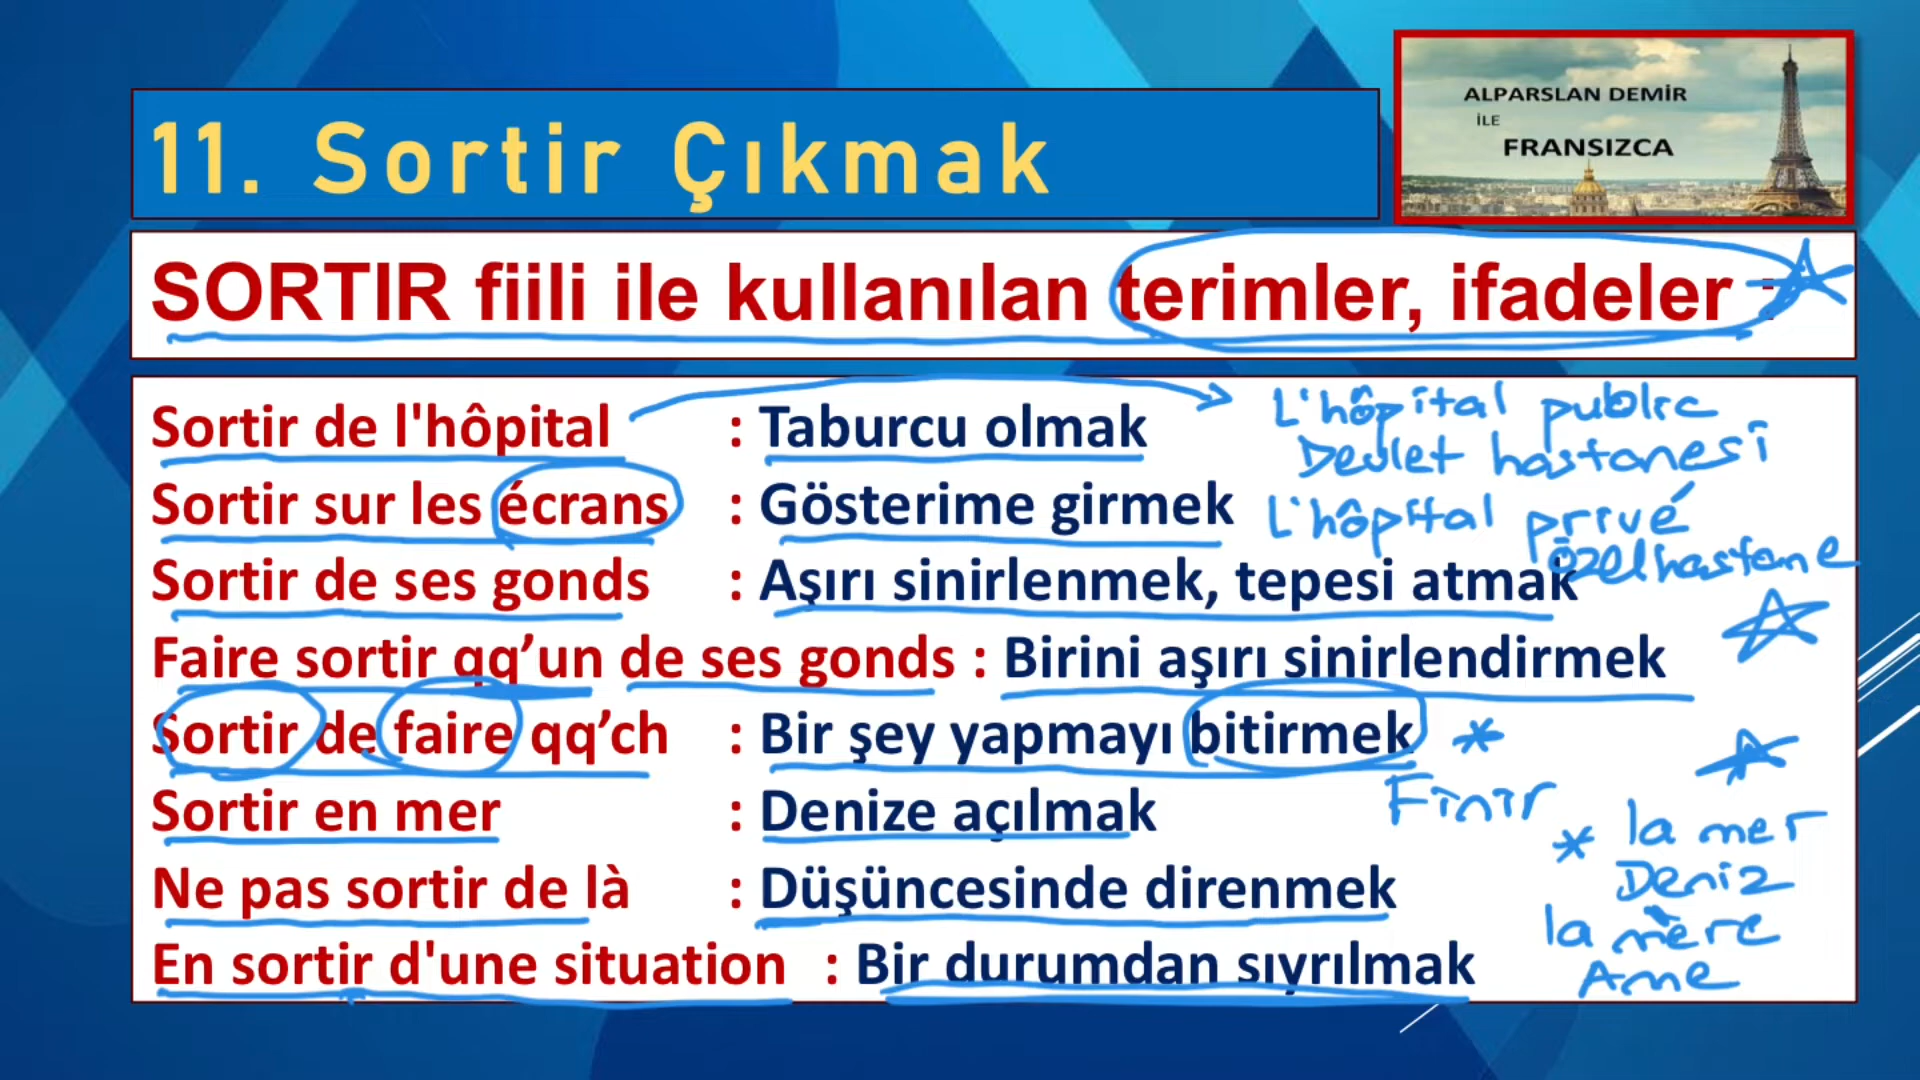 ALPARSLAN DEMİR
İLE
FRANSIZCA
11. Sortir Çıkmak
SORTIR fiili ile kullanılan terimler, ifadeler :
Sortir de l'hôpital : Taburcu olmak
L'hôpital public
Devlet hastanesi
Sortir sur les écrans : Gösterime girmek
L'hôpital privé
özel hastane
Sortir de ses gonds : Aşırı sinirlenmek, tepesi atmak
Faire sortir qq’un de ses gonds : Birini aşırı sinirlendirmek
Sortir de faire qq’ch : Bir şey yapmayı bitirmek *
Finir
Sortir en mer : Denize açılmak
* la mer
Deniz
Ne pas sortir de là : Düşüncesinde direnmek
la mère
Anne
En sortir d'une situation : Bir durumdan sıyrılmak